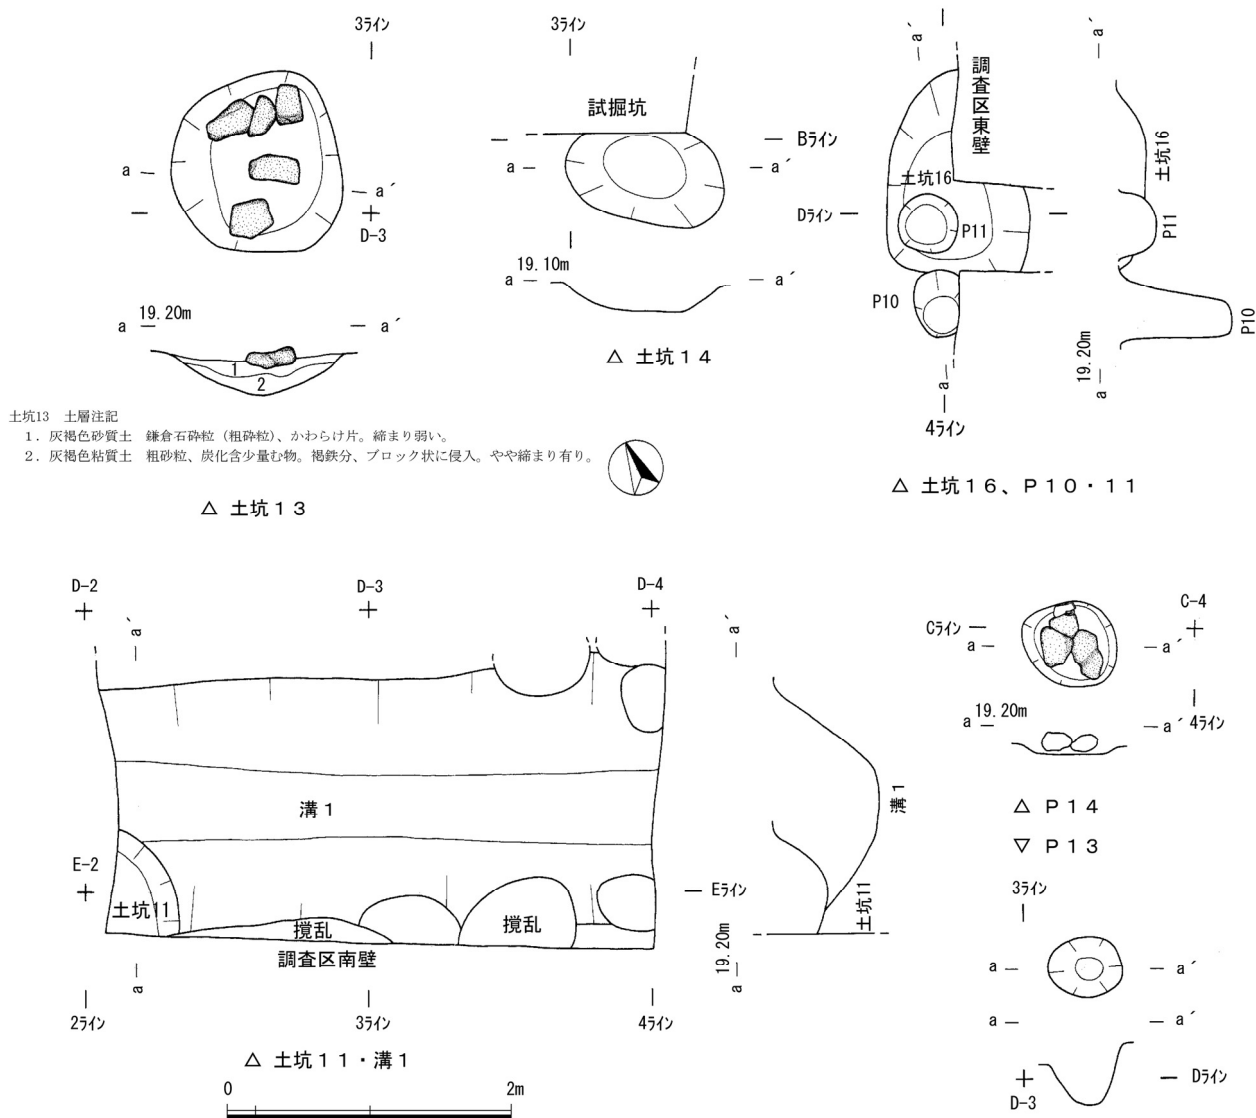 3ライン
a
a´
D-3
19.20m
a
a´
1
2
土坑13　土層注記
1．灰褐色砂質土　鎌倉石砕粒（粗砕粒）、かわらけ片。締まり弱い。
2．灰褐色粘質土　粗砂粒、炭化含少量む物。褐鉄分、ブロック状に侵入。やや締まり有り。
△ 土坑１３
3ライン
試掘坑
Bライン
a
a´
19.10m
a
a´
△ 土坑１４
a´
調査区東壁
土坑16
Dライン
P11
P10
a
4ライン
a´
土坑16
P11
P10
19.20m
a
△ 土坑１６、Ｐ１０・１１
D-2
D-3
D-4
a´
溝１
E-2
土坑11
撹乱
撹乱
調査区南壁
a
2ライン
3ライン
4ライン
a´
溝１
Eライン
土坑11
19.20m
a
△ 土坑１１・溝１
0
2m
C-4
Cライン
a
a´
19.20m
a
a´
4ライン
△ Ｐ１４
▽ Ｐ１３
3ライン
a
a´
a
a´
D-3
Dライン